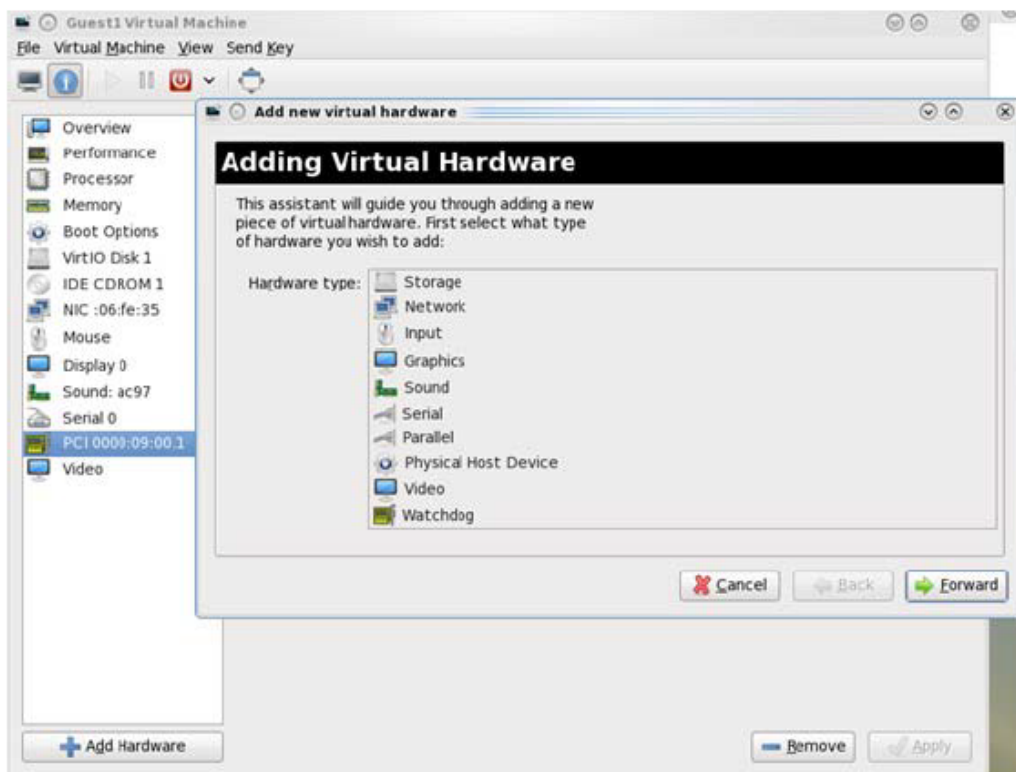 Guest1 Virtual Machine
File Virtual Machine View Send Key
Overview
Performance
Processor
Memory
Boot Options
VirtIO Disk 1
IDE CDROM 1
NIC :06:fe:35
Mouse
Display 0
Sound: ac97
Serial 0
PCI 0000:09:00.1
Video
Add Hardware
Add new virtual hardware
Adding Virtual Hardware
This assistant will guide you through adding a new
piece of virtual hardware. First select what type
of hardware you wish to add:
Hardware type:
Storage
Network
Input
Graphics
Sound
Serial
Parallel
Physical Host Device
Video
Watchdog
Cancel Back Forward
Remove Apply